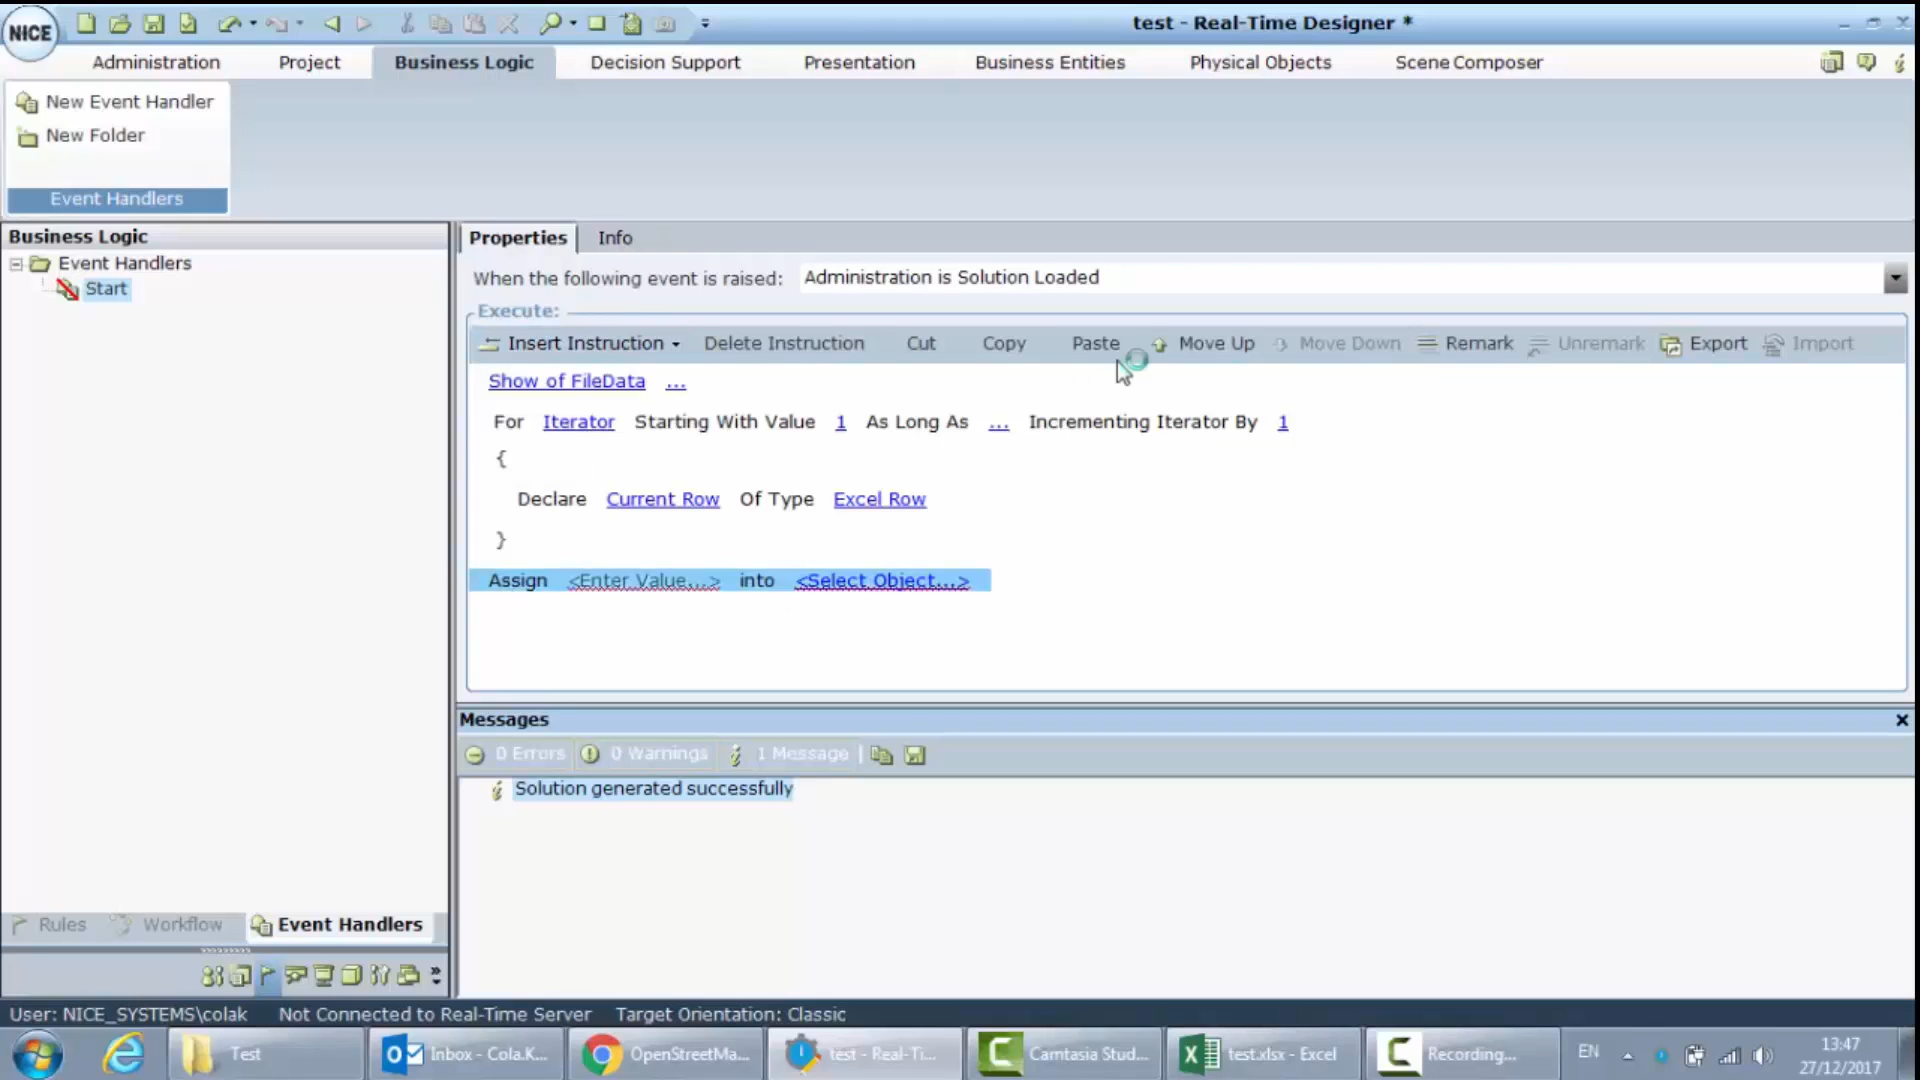 NICE
test - Real-Time Designer *
Administration Project Business Logic Decision Support Presentation Business Entities Physical Objects Scene Composer
New Event Handler
New Folder
Event Handlers
Business Logic
Event Handlers
Start
Properties Info
When the following event is raised: Administration is Solution Loaded
Execute:
Insert Instruction Delete Instruction Cut Copy Paste Move Up Move Down Remark Unremark Export Import
Show of FileData ...
For Iterator Starting With Value 1 As Long As ... Incrementing Iterator By 1
{
Declare Current Row Of Type Excel Row
}
Assign <Enter Value...> into <Select Object...>
Messages
0 Errors 0 Warnings 1 Message
Solution generated successfully
Rules Workflow Event Handlers
User: NICE_SYSTEMS\colak Not Connected to Real-Time Server Target Orientation: Classic
Test Inbox - Cola.K... OpenStreetMa... test - Real-Ti... Camtasia Stud... test.xlsx - Excel Recording... EN 13:47
27/12/2017